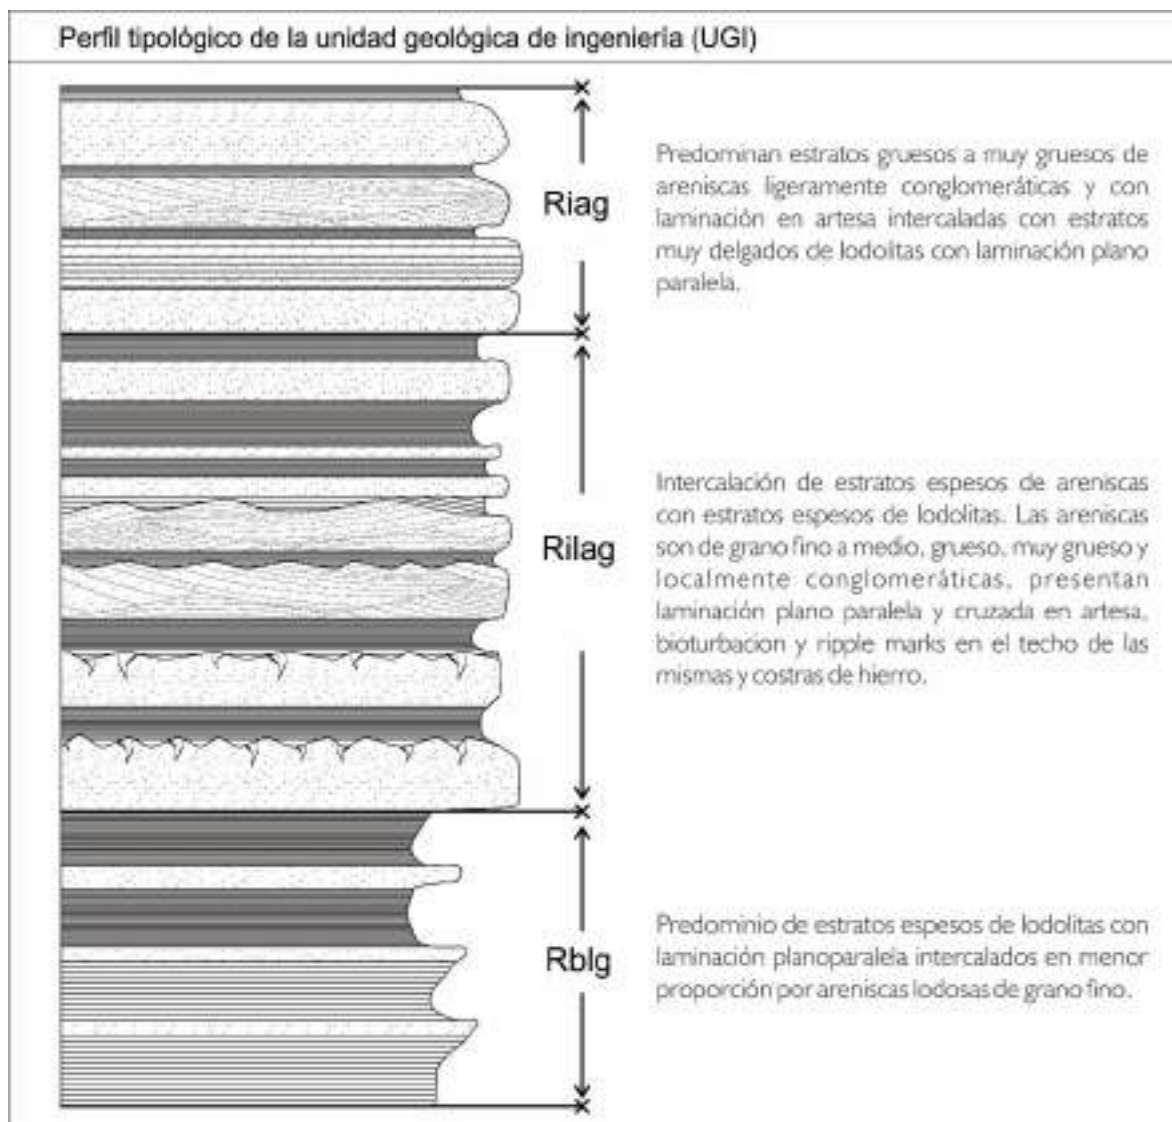 Perfil tipológico de la unidad geológica de ingeniería (UGI)
Riag
Predominan estratos gruesos a muy gruesos de
areniscas ligeramente conglomeráticas y con
laminación en artesa intercaladas con estratos
muy delgados de lodolitas con laminación plano
paralela.
Rilag
Intercalación de estratos espesos de areniscas
con estratos espesos de lodolitas. Las areniscas
son de grano fino a medio, grueso, muy grueso y
localmente conglomeráticas, presentan
laminación plano paralela y cruzada en artesa,
bioturbacion y ripple marks en el techo de las
mismas y costras de hierro.
Rblg
Predominio de estratos espesos de lodolitas con
laminación planoparalela intercalados en menor
proporción por areniscas lodosas de grano fino.